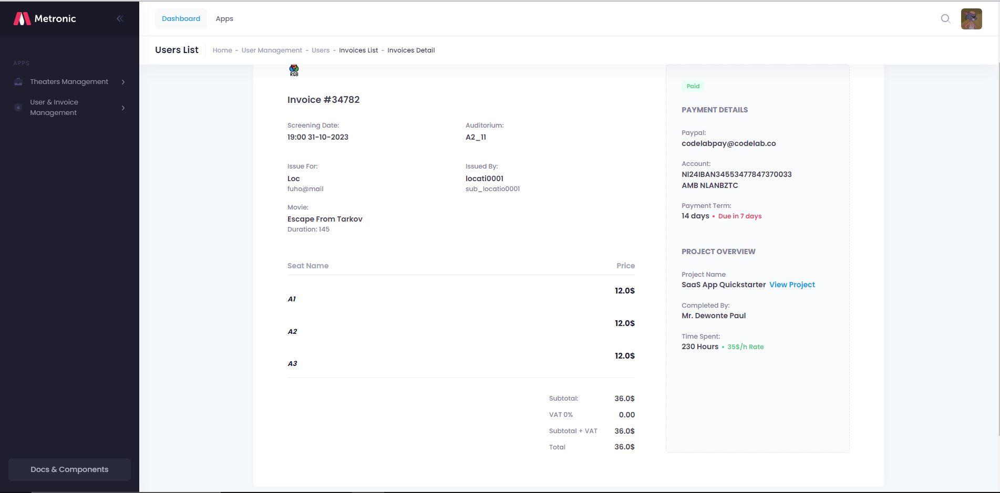 Metronic
Dashboard Apps
Users List Home - User Management - Users - Invoices List - Invoices Detail
APPS
Theaters Management
User & Invoice
Management
Docs & Components
RGB
Invoice #34782
Screening Date: Auditorium:
19:00 31-10-2023 A2_11
Issue For: Issued By:
Loc locati0001
fuho@mail sub_locatio0001
Movie:
Escape From Tarkov
Duration: 145
Seat Name Price
12.0$
A1
12.0$
A2
12.0$
A3
Subtotal: 36.0$
VAT 0% 0.00
Subtotal + VAT 36.0$
Total 36.0$
Paid
PAYMENT DETAILS
Paypal:
codelabpay@codelab.co
Account:
Nl24IBAN34553477847370033
AMB NLANBZTC
Payment Term:
14 days • Due in 7 days
PROJECT OVERVIEW
Project Name
SaaS App Quickstarter View Project
Completed By:
Mr. Dewonte Paul
Time Spent:
230 Hours • 35$/h Rate